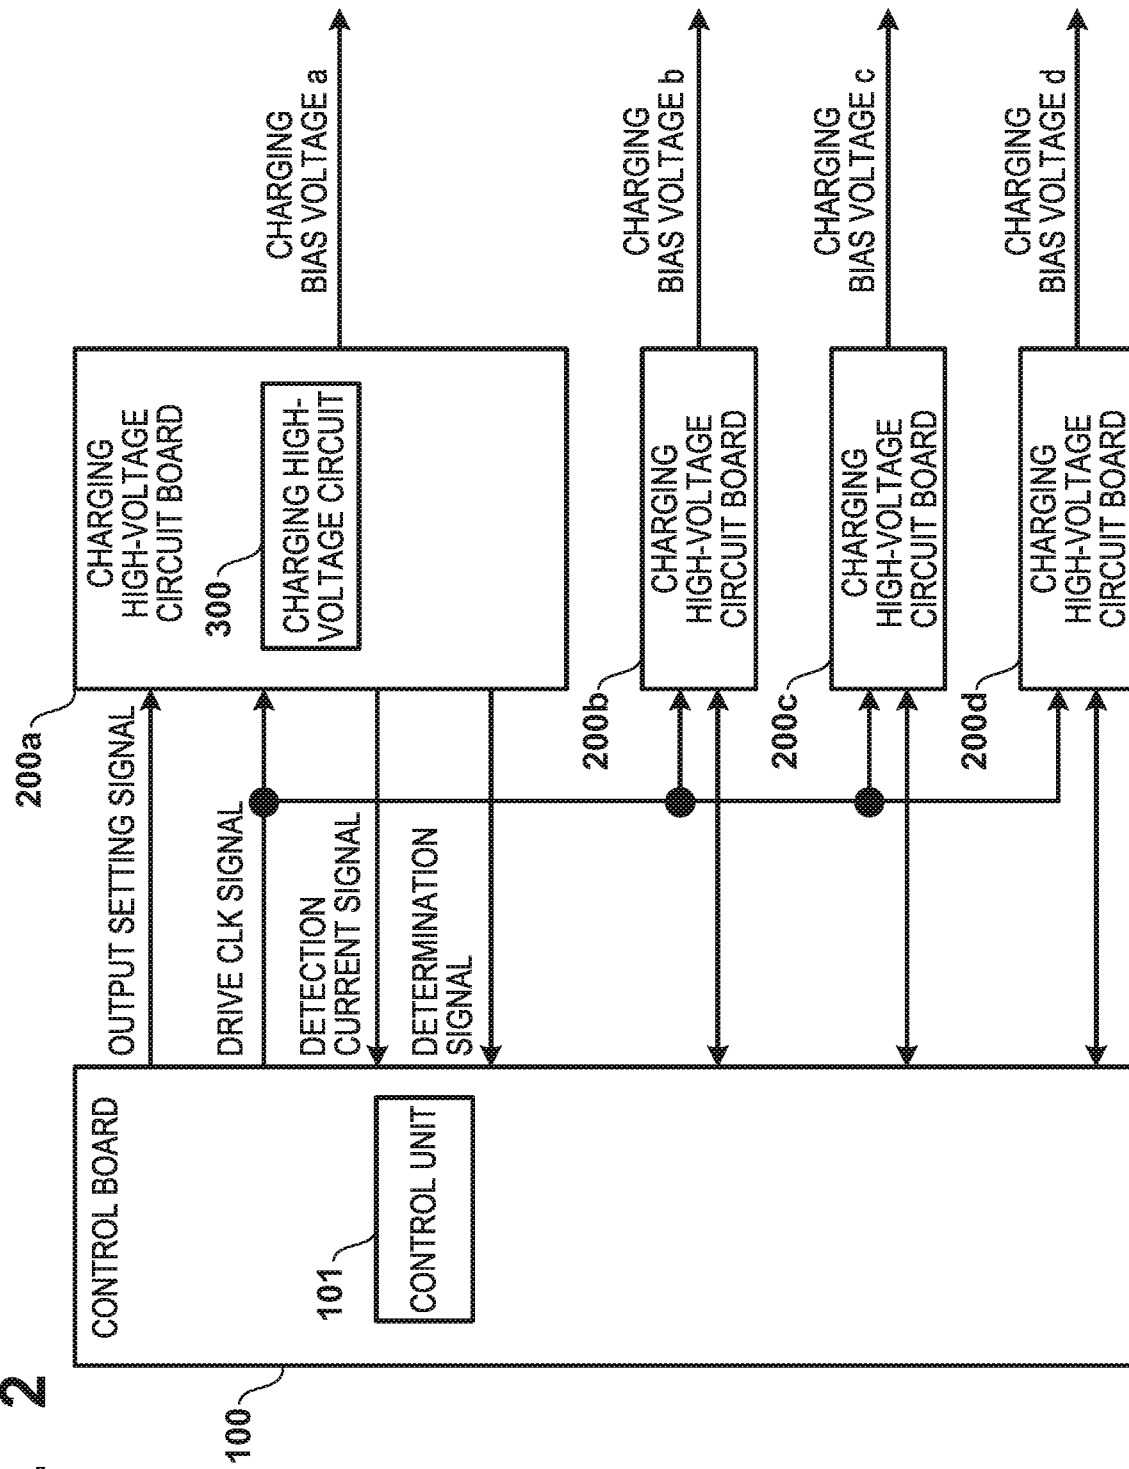 2
100
CONTROL BOARD
101
CONTROL UNIT
OUTPUT SETTING SIGNAL
DRIVE CLK SIGNAL
DETECTION
CURRENT SIGNAL
DETERMINATION
SIGNAL
200a
CHARGING
HIGH-VOLTAGE
CIRCUIT BOARD
300
CHARGING HIGH-
VOLTAGE CIRCUIT
CHARGING
BIAS VOLTAGE a
200b
CHARGING
HIGH-VOLTAGE
CIRCUIT BOARD
CHARGING
BIAS VOLTAGE b
200c
CHARGING
HIGH-VOLTAGE
CIRCUIT BOARD
CHARGING
BIAS VOLTAGE c
200d
CHARGING
HIGH-VOLTAGE
CIRCUIT BOARD
CHARGING
BIAS VOLTAGE d